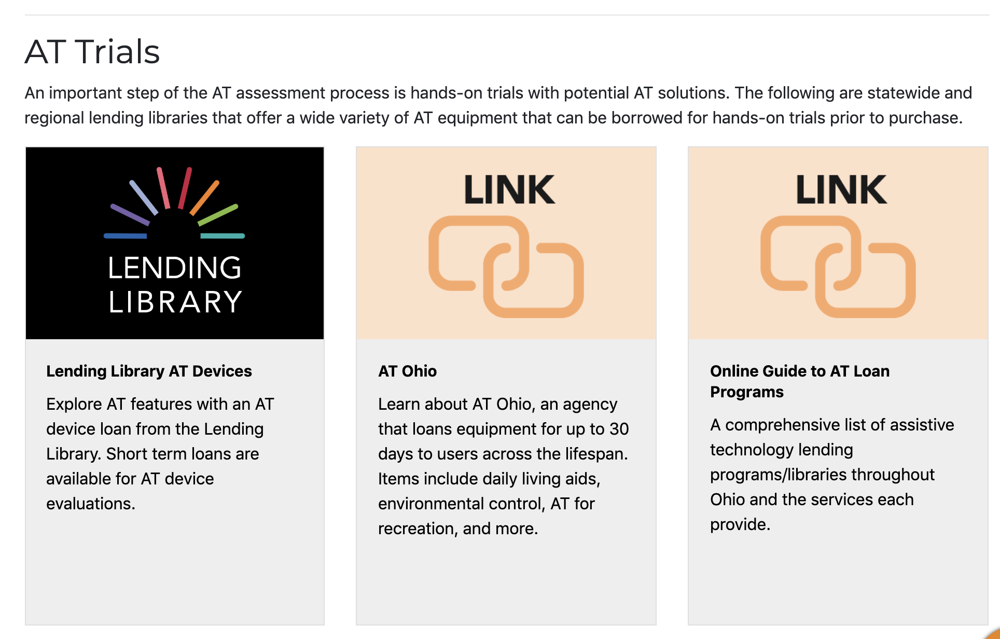 AT Trials
An important step of the AT assessment process is hands-on trials with potential AT solutions. The following are statewide and
regional lending libraries that offer a wide variety of AT equipment that can be borrowed for hands-on trials prior to purchase.
LENDING
LIBRARY
Lending Library AT Devices
Explore AT features with an AT
device loan from the Lending
Library. Short term loans are
available for AT device
evaluations.
LINK
AT Ohio
Learn about AT Ohio, an agency
that loans equipment for up to 30
days to users across the lifespan.
Items include daily living aids,
environmental control, AT for
recreation, and more.
LINK
Online Guide to AT Loan
Programs
A comprehensive list of assistive
technology lending
programs/libraries throughout
Ohio and the services each
provide.